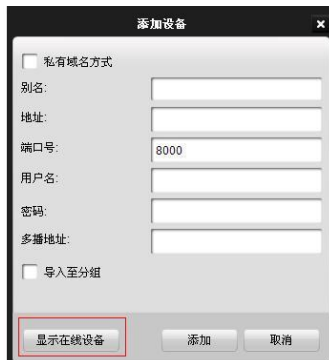 添加设备
私有域名方式
别名:
地址:
端口号: 8000
用户名:
密码:
多播地址:
导入至分组
显示在线设备 添加 取消